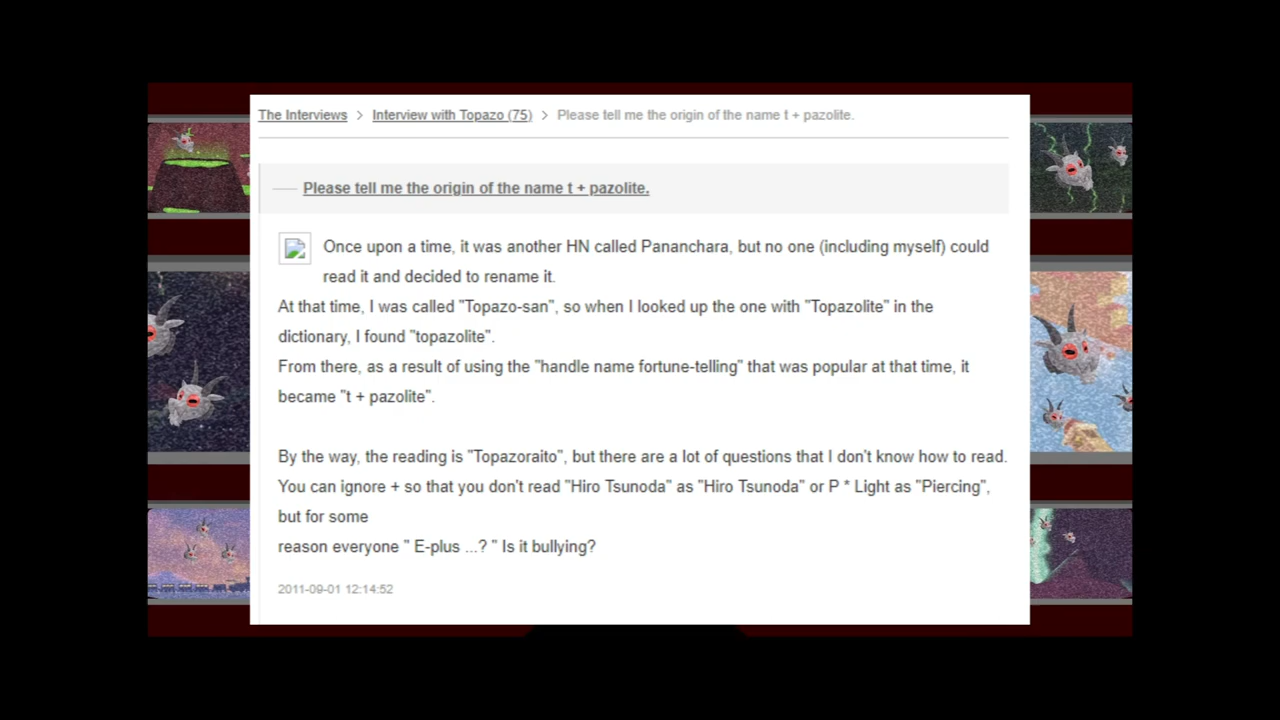 The Interviews > Interview with Topazo (75) > Please tell me the origin of the name t + pazolite.
Please tell me the origin of the name t + pazolite.
Once upon a time, it was another HN called Pananchara, but no one (including myself) could
read it and decided to rename it.
At that time, I was called "Topazo-san", so when I looked up the one with "Topazolite" in the
dictionary, I found "topazolite".
From there, as a result of using the "handle name fortune-telling" that was popular at that time, it
became "t + pazolite".
By the way, the reading is "Topazoraito", but there are a lot of questions that I don't know how to read.
You can ignore + so that you don't read "Hiro Tsunoda" as "Hiro Tsunoda" or P * Light as "Piercing",
but for some
reason everyone " E-plus ...? " Is it bullying?
2011-09-01 12:14:52